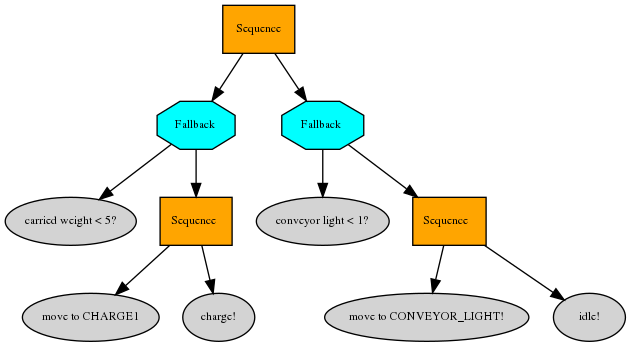 Sequence
Fallback
Fallback
carried weight < 5?
Sequence
conveyor light < 1?
Sequence
move to CHARGE1
charge!
move to CONVEYOR_LIGHT!
idle!